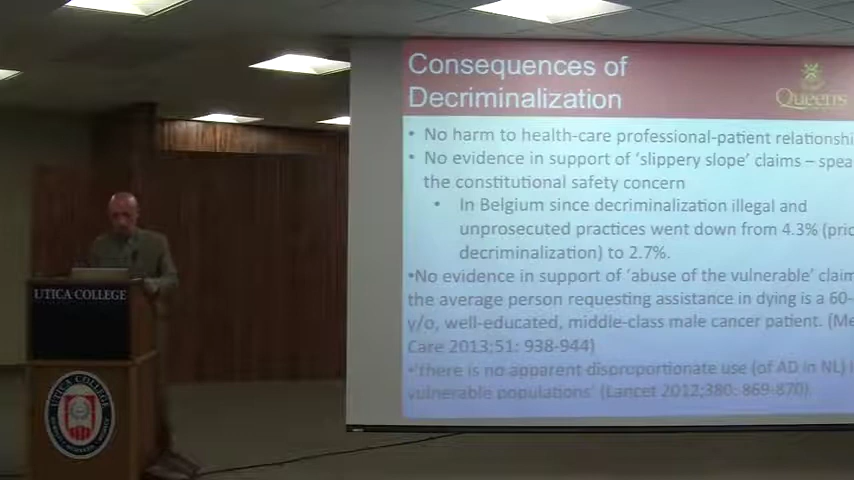 Consequences of
Decriminalization
Queen's
• No harm to health-care professional-patient relationshi
• No evidence in support of 'slippery slope' claims – spea
the constitutional safety concern
• In Belgium since decriminalization illegal and
unprosecuted practices went down from 4.3% (pric
decriminalization) to 2.7%.
•No evidence in support of 'abuse of the vulnerable' claim
the average person requesting assistance in dying is a 60-
y/o, well-educated, middle-class male cancer patient. (Me
Care 2013;51: 938-944)
•'there is no apparent disproportionate use (of AD in NL)
vulnerable populations' (Lancet 2012;380: 869-870)
UTICA COLLEGE
UTICA COLLEGE